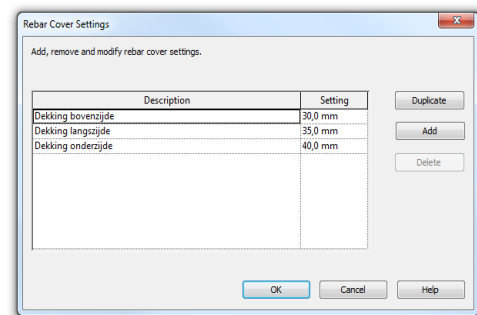 Rebar Cover Settings
Add, remove and modify rebar cover settings.
Description Setting
Dekking bovenzijde 30,0 mm
Dekking langszijde 35,0 mm
Dekking onderzijde 40,0 mm
Duplicate
Add
Delete
OK Cancel Help